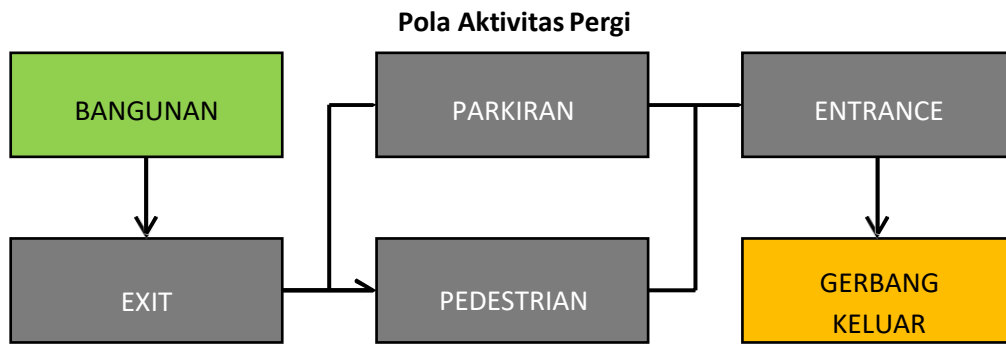 Pola Aktivitas Pergi
BANGUNAN
PARKIRAN
ENTRANCE
EXIT
PEDESTRIAN
GERBANG
KELUAR